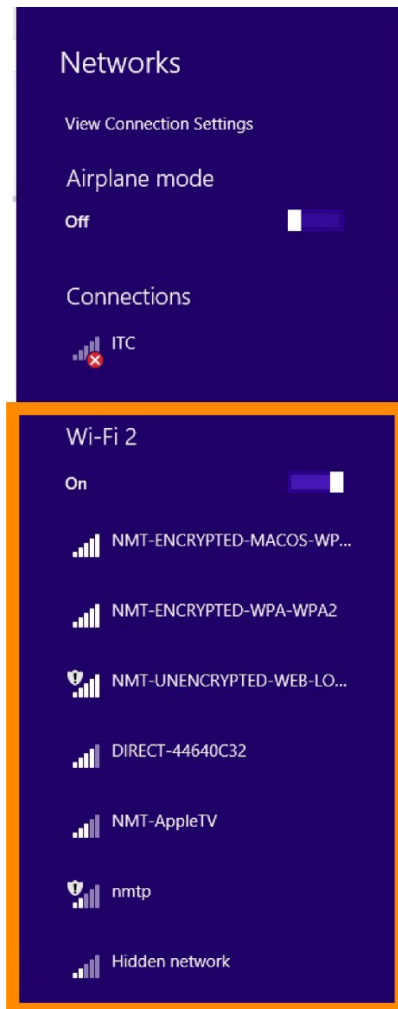 Networks
View Connection Settings
Airplane mode
Off
Connections
ITC
Wi-Fi 2
On
NMT-ENCRYPTED-MACOS-WP...
NMT-ENCRYPTED-WPA-WPA2
NMT-UNENCRYPTED-WEB-LO...
DIRECT-44640C32
NMT-AppleTV
nmtp
Hidden network